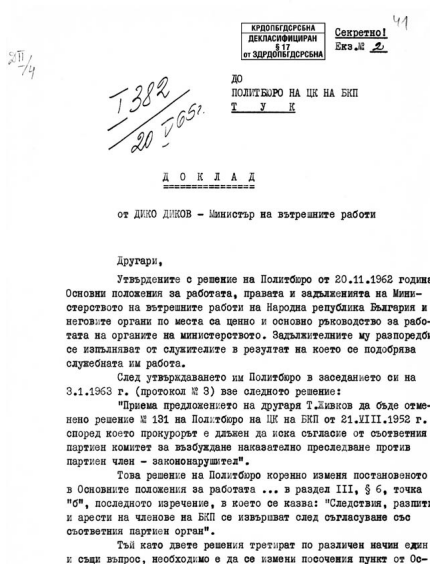 41
КРДОПБГДСРСБНА
ДЕКЛАСИФИЦИРАН
§ 17
от ЗДРДОПБГДСРСБНА
Секретно!
Екз.№ 2
ДО
ПОЛИТБЮРО НА ЦК НА БКП
Т У К
I 382
20 V 65г.
Д О К Л А Д
от ДИКО ДИКОВ - Министър на вътрешните работи
Другари,
Утвърдените с решение на Политбюро от 20.11.1962 година
Основни положения за работата, правата и задълженията на Мини-
стерството на вътрешните работи на Народна република България и
неговите органи по места са ценно и основно ръководство за рабо-
тата на органите на министерството. Задължителните му разпоредби
се изпълняват от служителите в резултат на което се подобрява
служебната им работа.
След утвърждаването им Политбюро в заседанието си на
3.1.1963 г. (протокол № 3) взе следното решение:
"Приема предложението на другаря Т.Живков да бъде отме-
нено решение № 131 на Политбюро на ЦК на БКП от 21.VIII.1952 г.
според което прокурорът е длъжен да иска съгласие от съответния
партиен комитет за възбуждане наказателно преследване против
партиен член - закононарушител".
Това решение на Политбюро коренно изменя постановеното
в Основните положения за работата ... в раздел III, § 6, точка
"б", последното изречение, в което се казва: "Следствия, разпити
и арести на членове на БКП се извършват след съгласуване със
съответния партиен орган".
Тъй като двете решения третират по различен начин един
и същи въпрос, необходимо е да се измени посочения пункт от Ос-